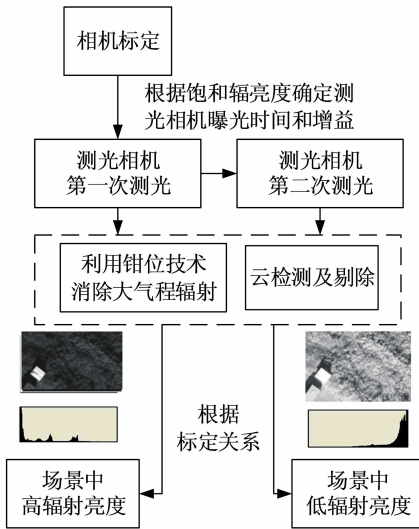 相机标定
根据饱和辐亮度确定测
光相机曝光时间和增益
测光相机
第一次测光
测光相机
第二次测光
利用钳位技术
消除大气程辐射
云检测及剔除
根据
标定关系
场景中
高辐射亮度
场景中
低辐射亮度